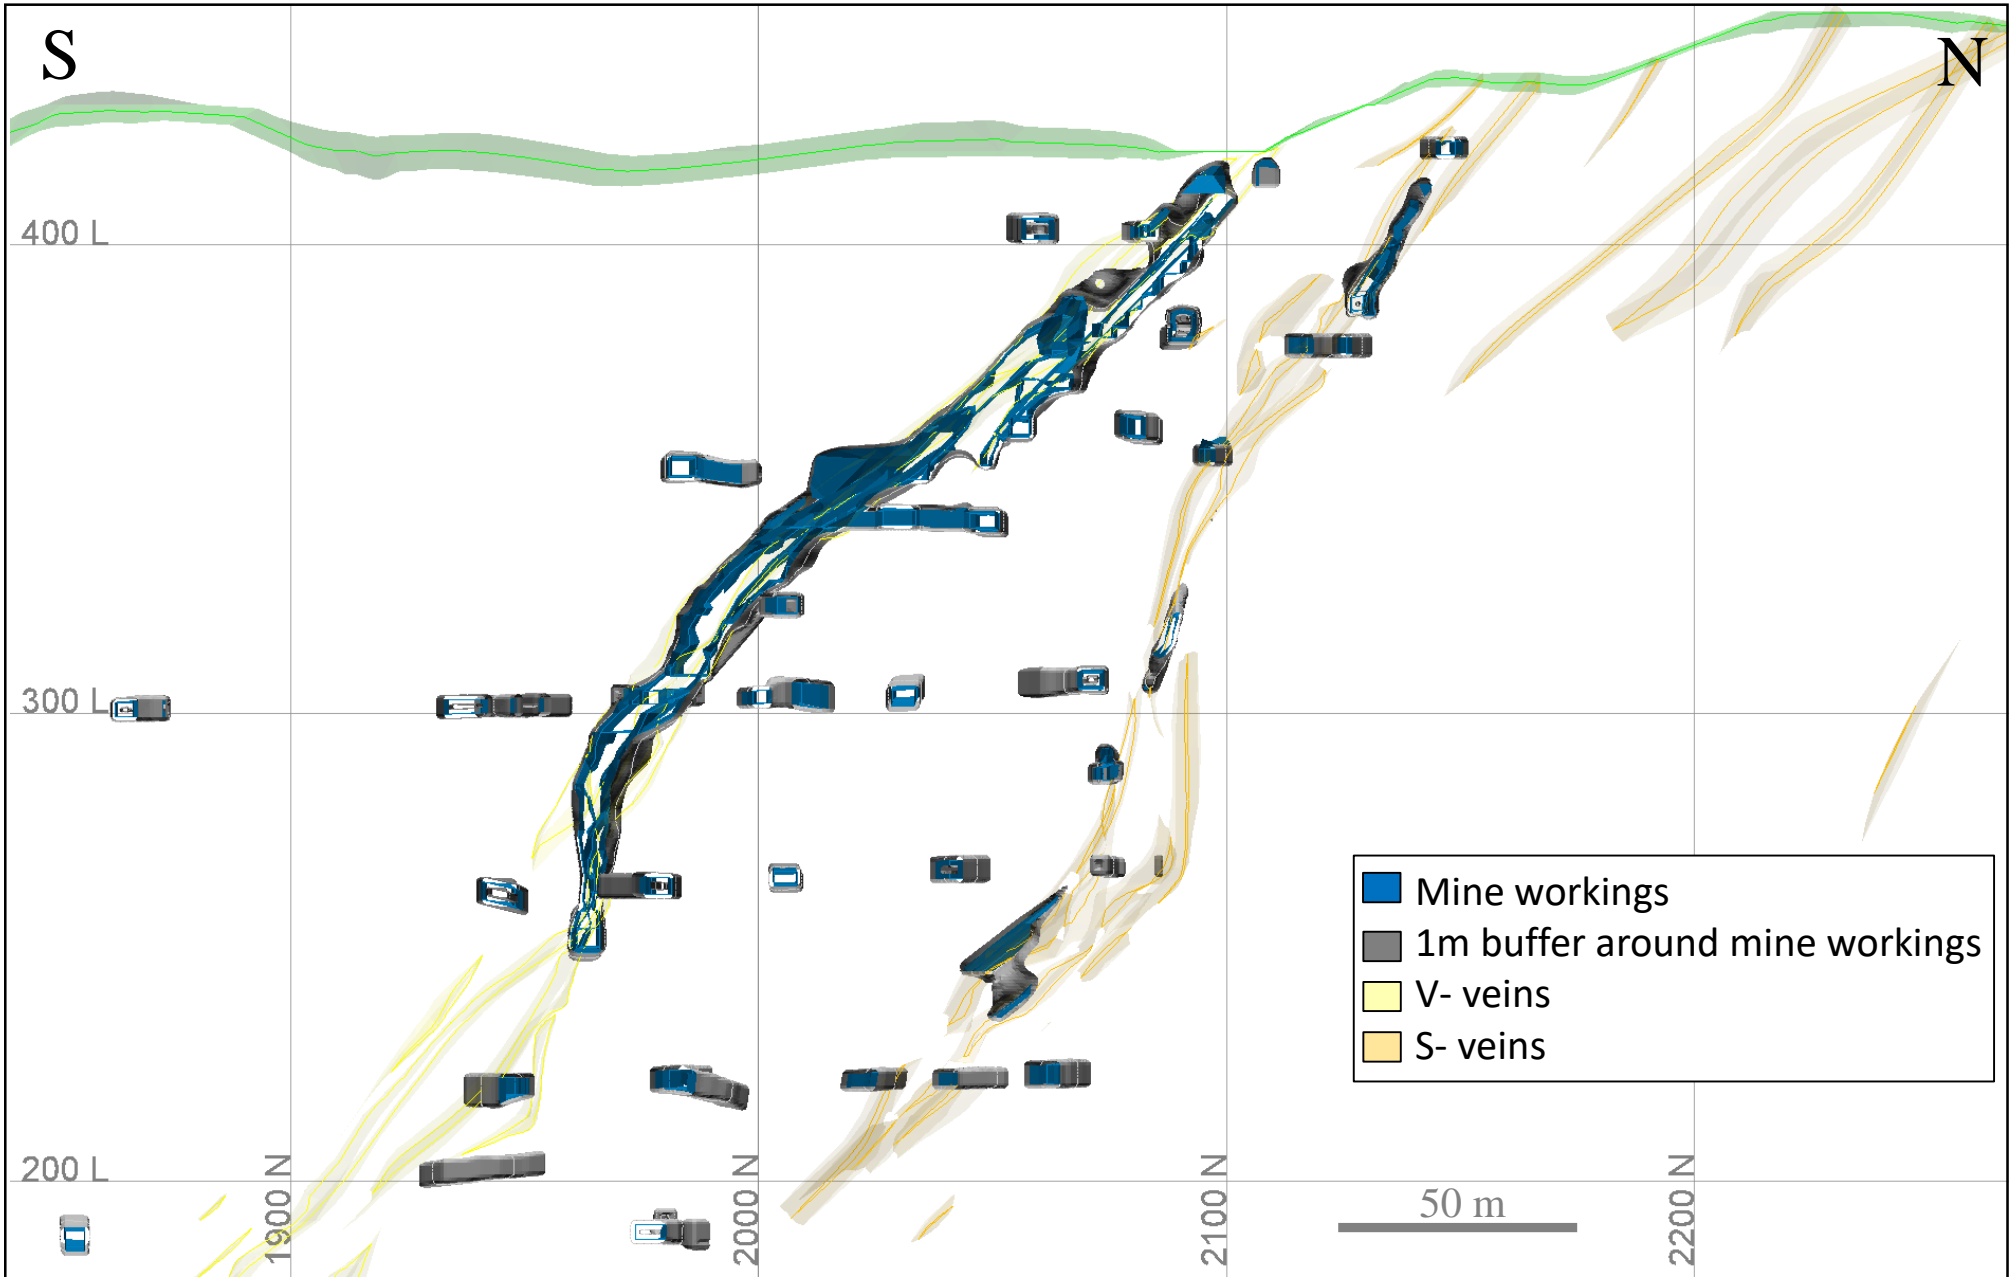 S
N
400 L
300 L
200 L
1900 N
2000 N
2100 N
2200 N
50 m
Mine workings
1m buffer around mine workings
V- veins
S- veins